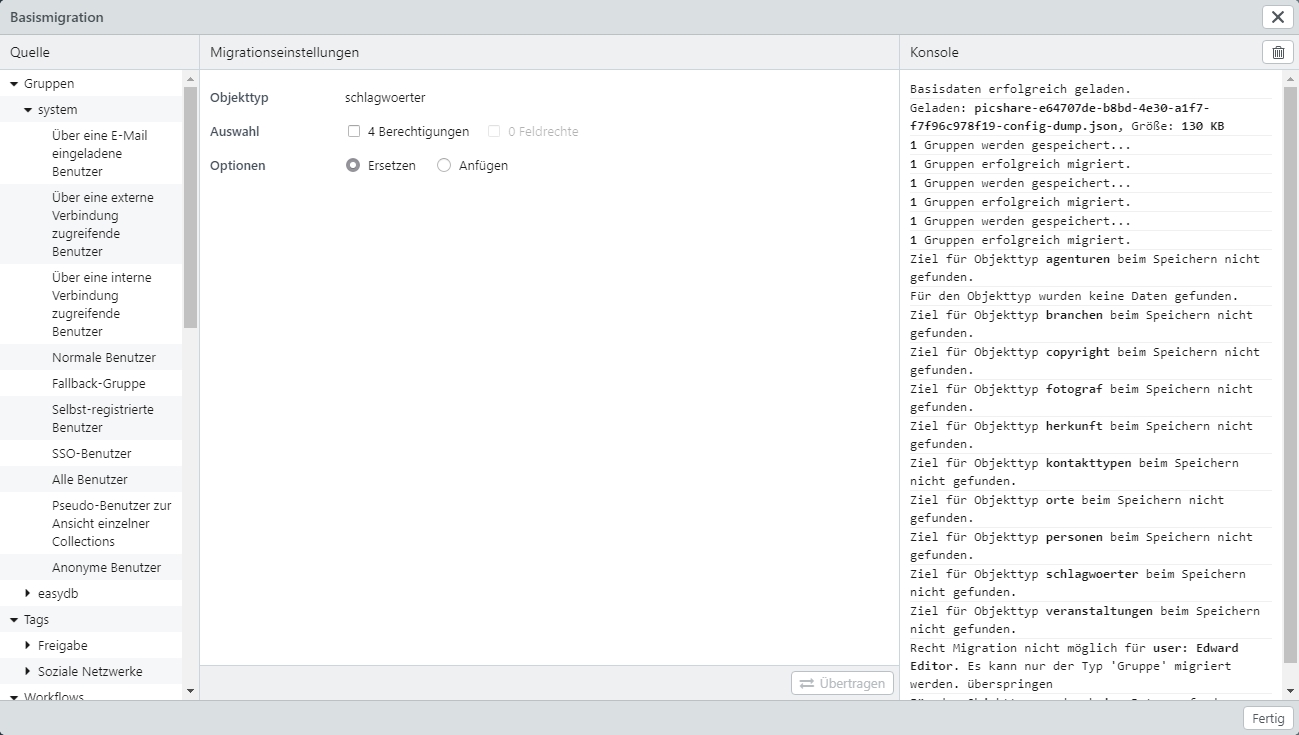 Basismigration
Quelle
Gruppen
system
Über eine E-Mail
eingeladene
Benutzer
Über eine externe
Verbindung
zugreifende
Benutzer
Über eine interne
Verbindung
zugreifende
Benutzer
Normale Benutzer
Fallback-Gruppe
Selbst-registrierte
Benutzer
SSO-Benutzer
Alle Benutzer
Pseudo-Benutzer zur
Ansicht einzelner
Collections
Anonyme Benutzer
easydb
Tags
Freigabe
Soziale Netzwerke
Workflows
Migrationseinstellungen
Objekttyp schlagwoerter
Auswahl 4 Berechtigungen 0 Feldrechte
Optionen Ersetzen Anfügen
Übertragen
Konsole
Basisdaten erfolgreich geladen.
Geladen: picshare-e64707de-b8bd-4e30-a1f7-
f7f96c978f19-config-dump.json, Größe: 130 KB
1 Gruppen werden gespeichert...
1 Gruppen erfolgreich migriert.
1 Gruppen werden gespeichert...
1 Gruppen erfolgreich migriert.
1 Gruppen werden gespeichert...
1 Gruppen erfolgreich migriert.
Ziel für Objekttyp agenturen beim Speichern nicht
gefunden.
Für den Objekttyp wurden keine Daten gefunden.
Ziel für Objekttyp branchen beim Speichern nicht
gefunden.
Ziel für Objekttyp copyright beim Speichern nicht
gefunden.
Ziel für Objekttyp fotograf beim Speichern nicht
gefunden.
Ziel für Objekttyp herkunft beim Speichern nicht
gefunden.
Ziel für Objekttyp kontakttypen beim Speichern
nicht gefunden.
Ziel für Objekttyp orte beim Speichern nicht
gefunden.
Ziel für Objekttyp personen beim Speichern nicht
gefunden.
Ziel für Objekttyp schlagwoerter beim Speichern
nicht gefunden.
Ziel für Objekttyp veranstaltungen beim Speichern
nicht gefunden.
Recht Migration nicht möglich für user: Edward
Editor. Es kann nur der Typ 'Gruppe' migriert
werden. überspringen
Fertig